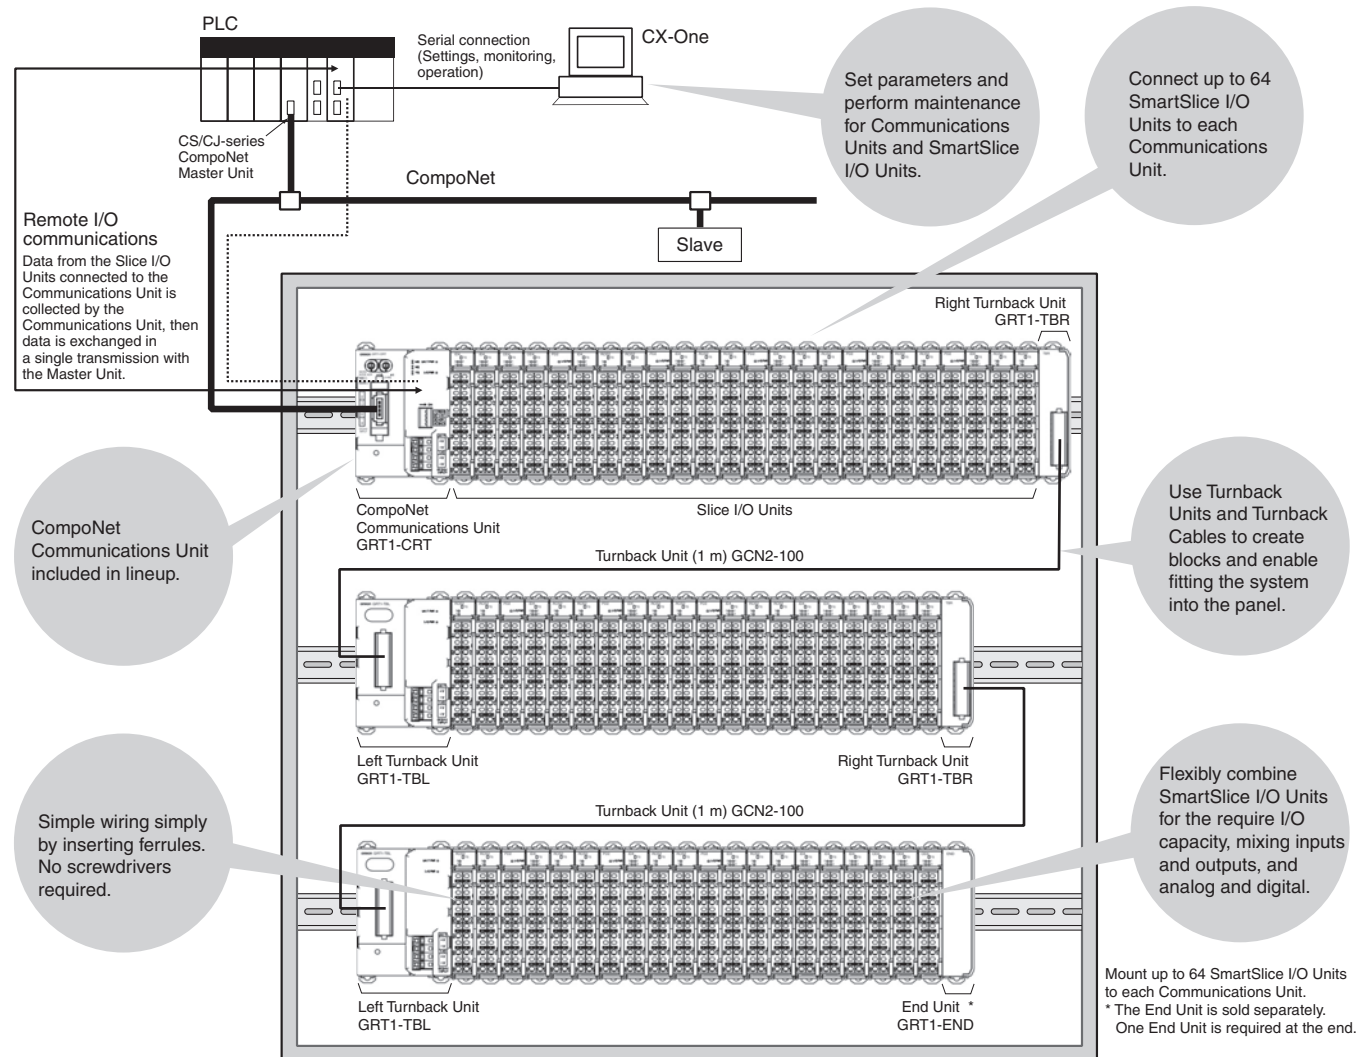 PLC
Serial connection
(Settings, monitoring,
operation)
CX-One
Set parameters and
perform maintenance
for Communications
Units and SmartSlice
I/O Units.
Connect up to 64
SmartSlice I/O
Units to each
Communications
Unit.
CS/CJ-series
CompoNet
Master Unit
CompoNet
Slave
Remote I/O
communications
Data from the Slice I/O
Units connected to the
Communications Unit is
collected by the
Communications Unit, then
data is exchanged in
a single transmission with
the Master Unit.
Right Turnback Unit
GRT1-TBR
CompoNet
Communications Unit
included in lineup.
CompoNet
Communications Unit
GRT1-CRT
Slice I/O Units
Turnback Unit (1 m) GCN2-100
Use Turnback
Units and Turnback
Cables to create
blocks and enable
fitting the system
into the panel.
Left Turnback Unit
GRT1-TBL
Right Turnback Unit
GRT1-TBR
Turnback Unit (1 m) GCN2-100
Simple wiring simply
by inserting ferrules.
No screwdrivers
required.
Flexibly combine
SmartSlice I/O Units
for the require I/O
capacity, mixing inputs
and outputs, and
analog and digital.
Left Turnback Unit
GRT1-TBL
End Unit *
GRT1-END
Mount up to 64 SmartSlice I/O Units
to each Communications Unit.
* The End Unit is sold separately.
One End Unit is required at the end.